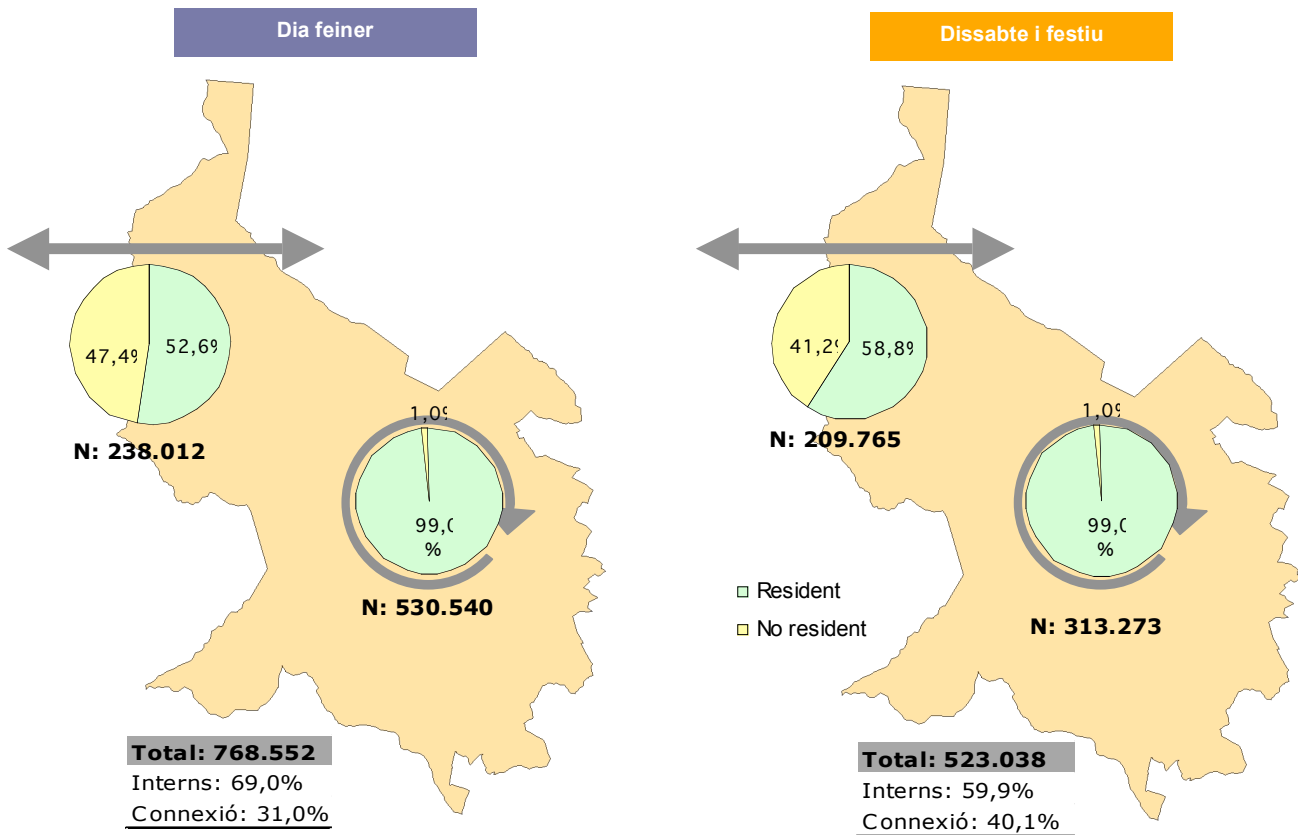 Dia feiner
Dissabte i festiu
47,4%
52,6%
N: 238.012
1,0%
99,0
%
N: 530.540
41,2%
58,8%
N: 209.765
1,0%
99,0
%
N: 313.273
Resident
No resident
Total: 768.552
Interns: 69,0%
Connexió: 31,0%
Total: 523.038
Interns: 59,9%
Connexió: 40,1%